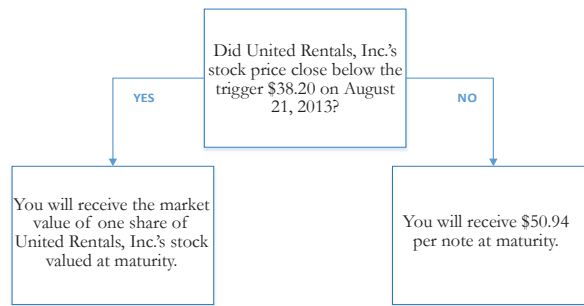 Did United Rentals, Inc.’s
stock price close below the
trigger $38.20 on August
21, 2013?
YES
NO
You will receive the market
value of one share of
United Rentals, Inc.’s stock
valued at maturity.
You will receive $50.94
per note at maturity.